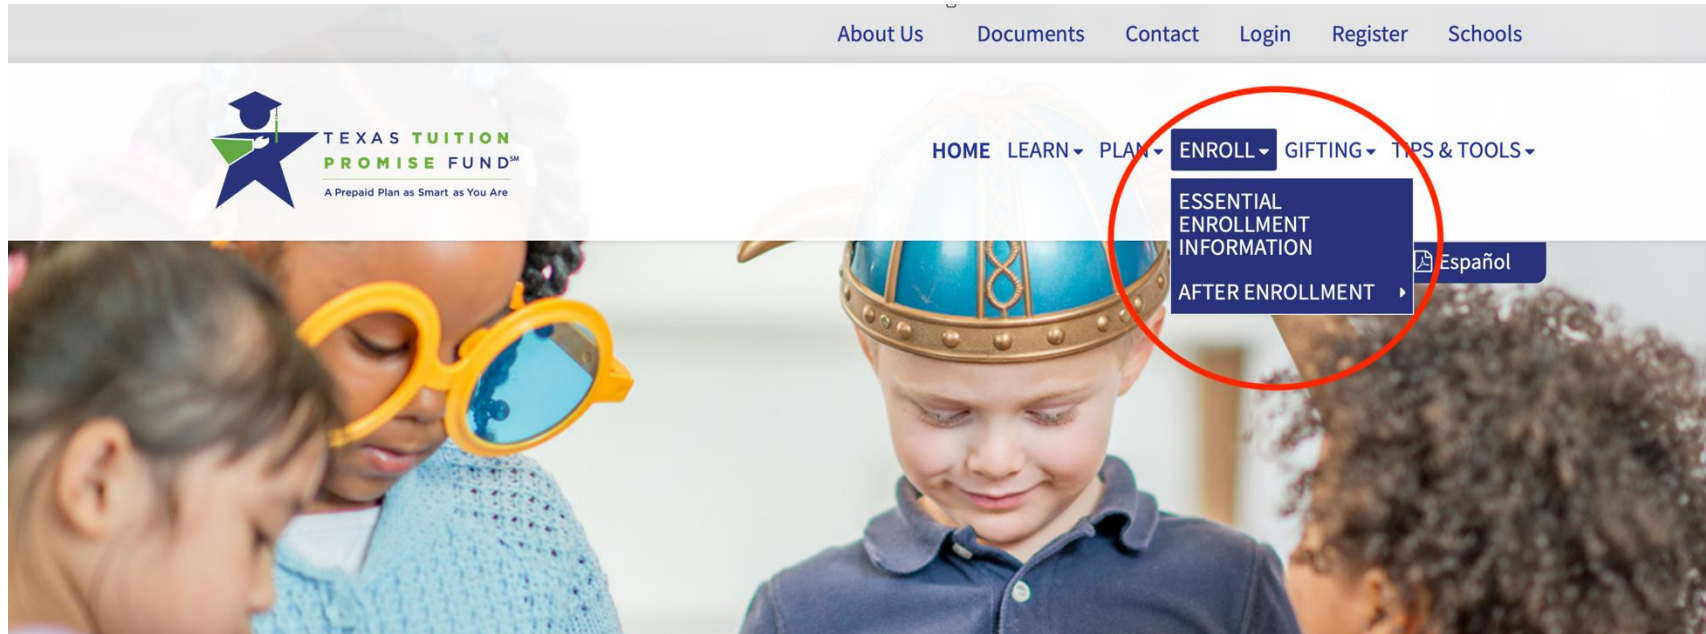 About Us Documents Contact Login Register Schools
TEXAS TUITION
PROMISE FUND℠
A Prepaid Plan as Smart as You Are
HOME LEARN PLAN ENROLL GIFTING TIPS & TOOLS
ESSENTIAL
ENROLLMENT
INFORMATION
AFTER ENROLLMENT
Español